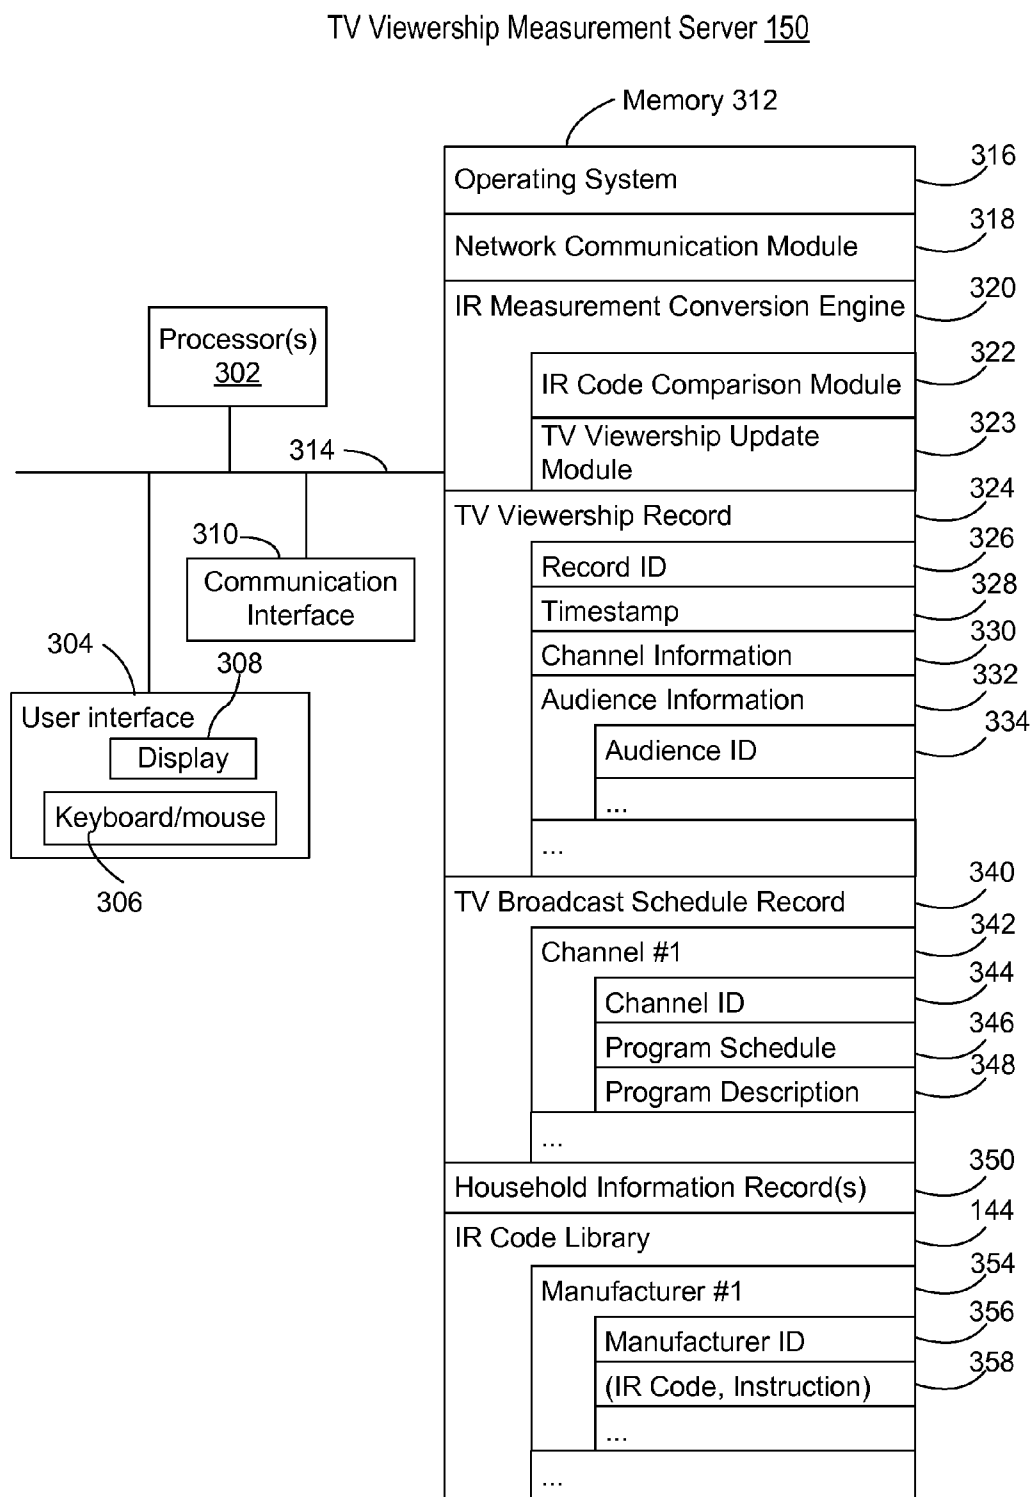 TV Viewership Measurement Server 150
Memory 312
Operating System
316
Network Communication Module
318
IR Measurement Conversion Engine
320
Processor(s)
302
IR Code Comparison Module
322
TV Viewership Update
Module
323
314
TV Viewership Record
324
310
Communication
Interface
Record ID
326
Timestamp
328
Channel Information
330
304
308
User interface
Display
Keyboard/mouse
306
Audience Information
332
Audience ID
334
...
...
TV Broadcast Schedule Record
340
Channel #1
342
Channel ID
344
Program Schedule
346
Program Description
348
...
Household Information Record(s)
350
IR Code Library
144
Manufacturer #1
354
Manufacturer ID
356
(IR Code, Instruction)
358
...
...